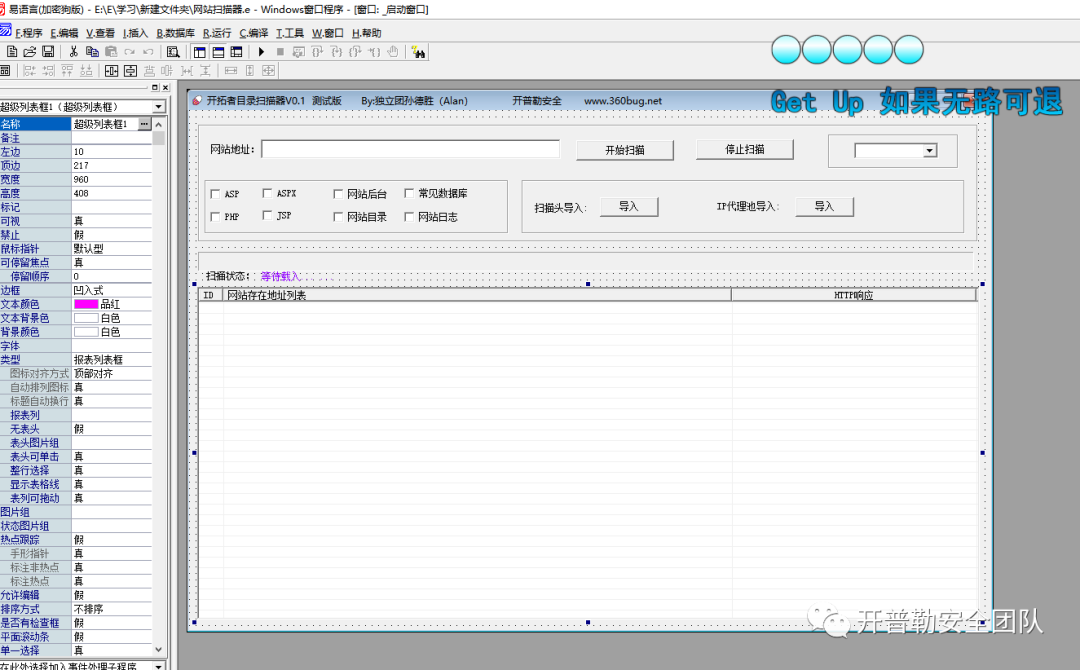 易语言(加密狗版) - E:\E\学习\新建文件夹\网站扫描器.e - Windows窗口程序 - [窗口: _启动窗口]
F.程序 E.编辑 V.查看 I.插入 B.数据库 R.运行 C.编译 T.工具 W.窗口 H.帮助
超级列表框1（超级列表框）
名称 超级列表框1
备注
左边 10
顶边 217
宽度 960
高度 408
标记
可视 真
禁止 假
鼠标指针 默认型
可停留焦点 真
停留顺序 0
边框 凹入式
文本颜色 品红
文本背景色 白色
背景颜色 白色
字体
类型 报表列表框
图标对齐方式 顶部对齐
自动排列图标 真
标题自动换行 真
报表列
无表头 假
表头图片组
表头可单击 真
整行选择 真
显示表格线 真
表列可拖动 真
图片组
状态图片组
热点跟踪 假
手形指针 真
标注非热点 真
标注热点 真
允许编辑 假
排序方式 不排序
是否有检查框 假
平面滚动条 假
单一选择 真
在此处选择加入事件处理子程序
开拓者目录扫描器V0.1 测试版 By:独立团孙德胜（Alan） 开普勒安全 www.360bug.net
Get Up 如果无路可退
网站地址: 开始扫描 停止扫描
ASP ASPX 网站后台 常见数据库
PHP JSP 网站目录 网站日志
扫描头导入: 导入 IP代理池导入: 导入
扫描状态: 等待载入
ID 网站存在地址列表 HTTP响应
开普勒安全团队